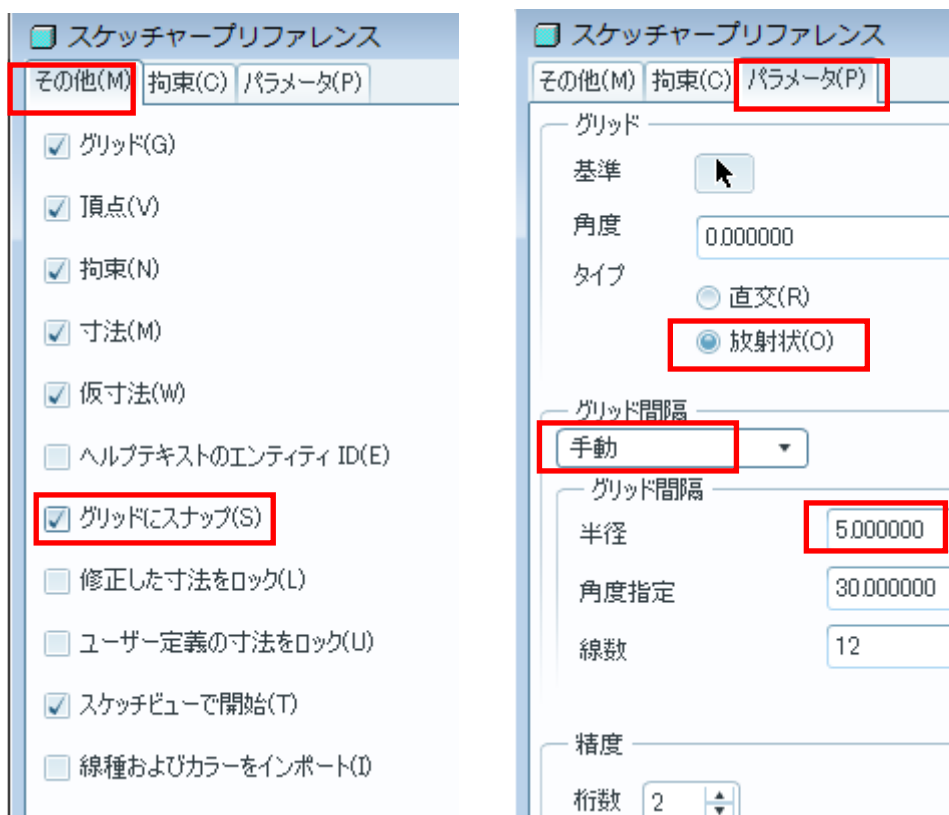 スケッチャープリファレンス
その他(M) 拘束(C) パラメータ(P)
グリッド(G)
頂点(V)
拘束(N)
寸法(M)
仮寸法(W)
ヘルプテキストのエンティティ ID(E)
グリッドにスナップ(S)
修正した寸法をロック(L)
ユーザー定義の寸法をロック(U)
スケッチビューで開始(T)
線種およびカラーをインポート(I)
スケッチャープリファレンス
その他(M) 拘束(C) パラメータ(P)
グリッド
基準
角度 0.000000
タイプ
直交(R)
放射状(O)
グリッド間隔
手動
グリッド間隔
半径 5.000000
角度指定 30.000000
線数 12
精度
桁数 2